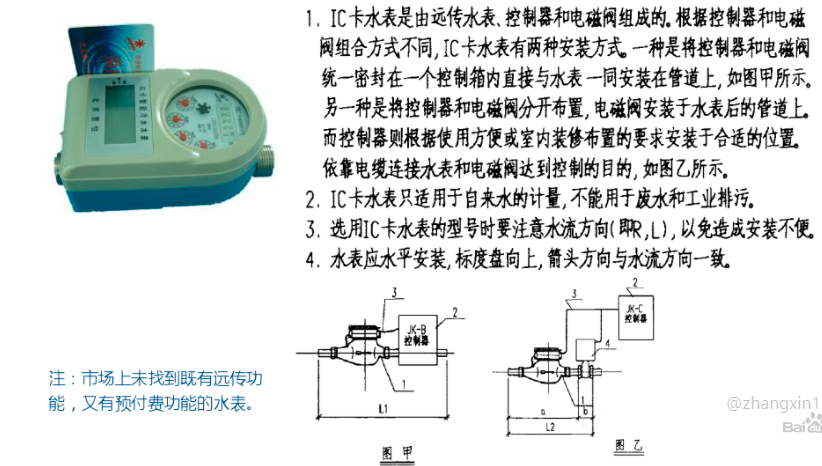 1. IC卡水表是由远传水表、控制器和电磁阀组成的。根据控制器和电磁
阀组合方式不同,IC卡水表有两种安装方式。一种是将控制器和电磁阀
统一密封在一个控制箱内直接与水表一同安装在管道上,如图甲所示。
另一种是将控制器和电磁阀分开布置,电磁阀安装于水表后的管道上。
而控制器则根据使用方便或室内装修布置的要求安装于合适的位置。
依靠电缆连接水表和电磁阀达到控制的目的,如图乙所示。
2. IC卡水表只适用于自来水的计量,不能用于废水和工业排污。
3. 选用IC卡水表的型号时要注意水流方向(即R,L),以免造成安装不便。
4. 水表应水平安装,标度盘向上,箭头方向与水流方向一致。
注：市场上未找到既有远传功
能，又有预付费功能的水表。
3
2
JK-B
控制器
1
L1
图 甲
3
2
JK-C
控制器
4
1
a
b
L2
图 乙
@zhangxin1
Bai